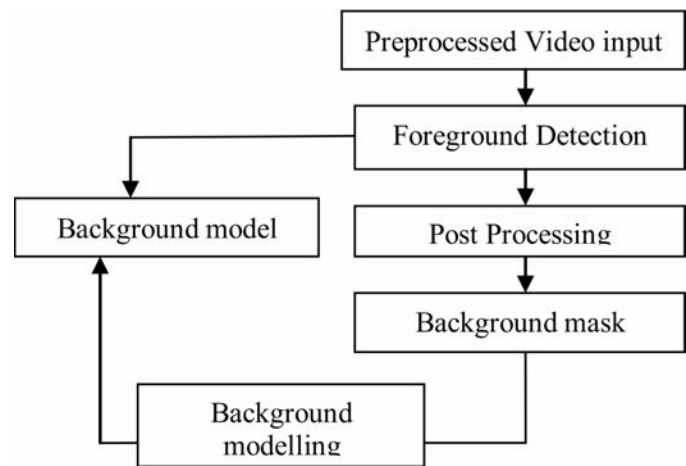 Preprocessed Video input
Foreground Detection
Background model
Post Processing
Background mask
Background
modelling